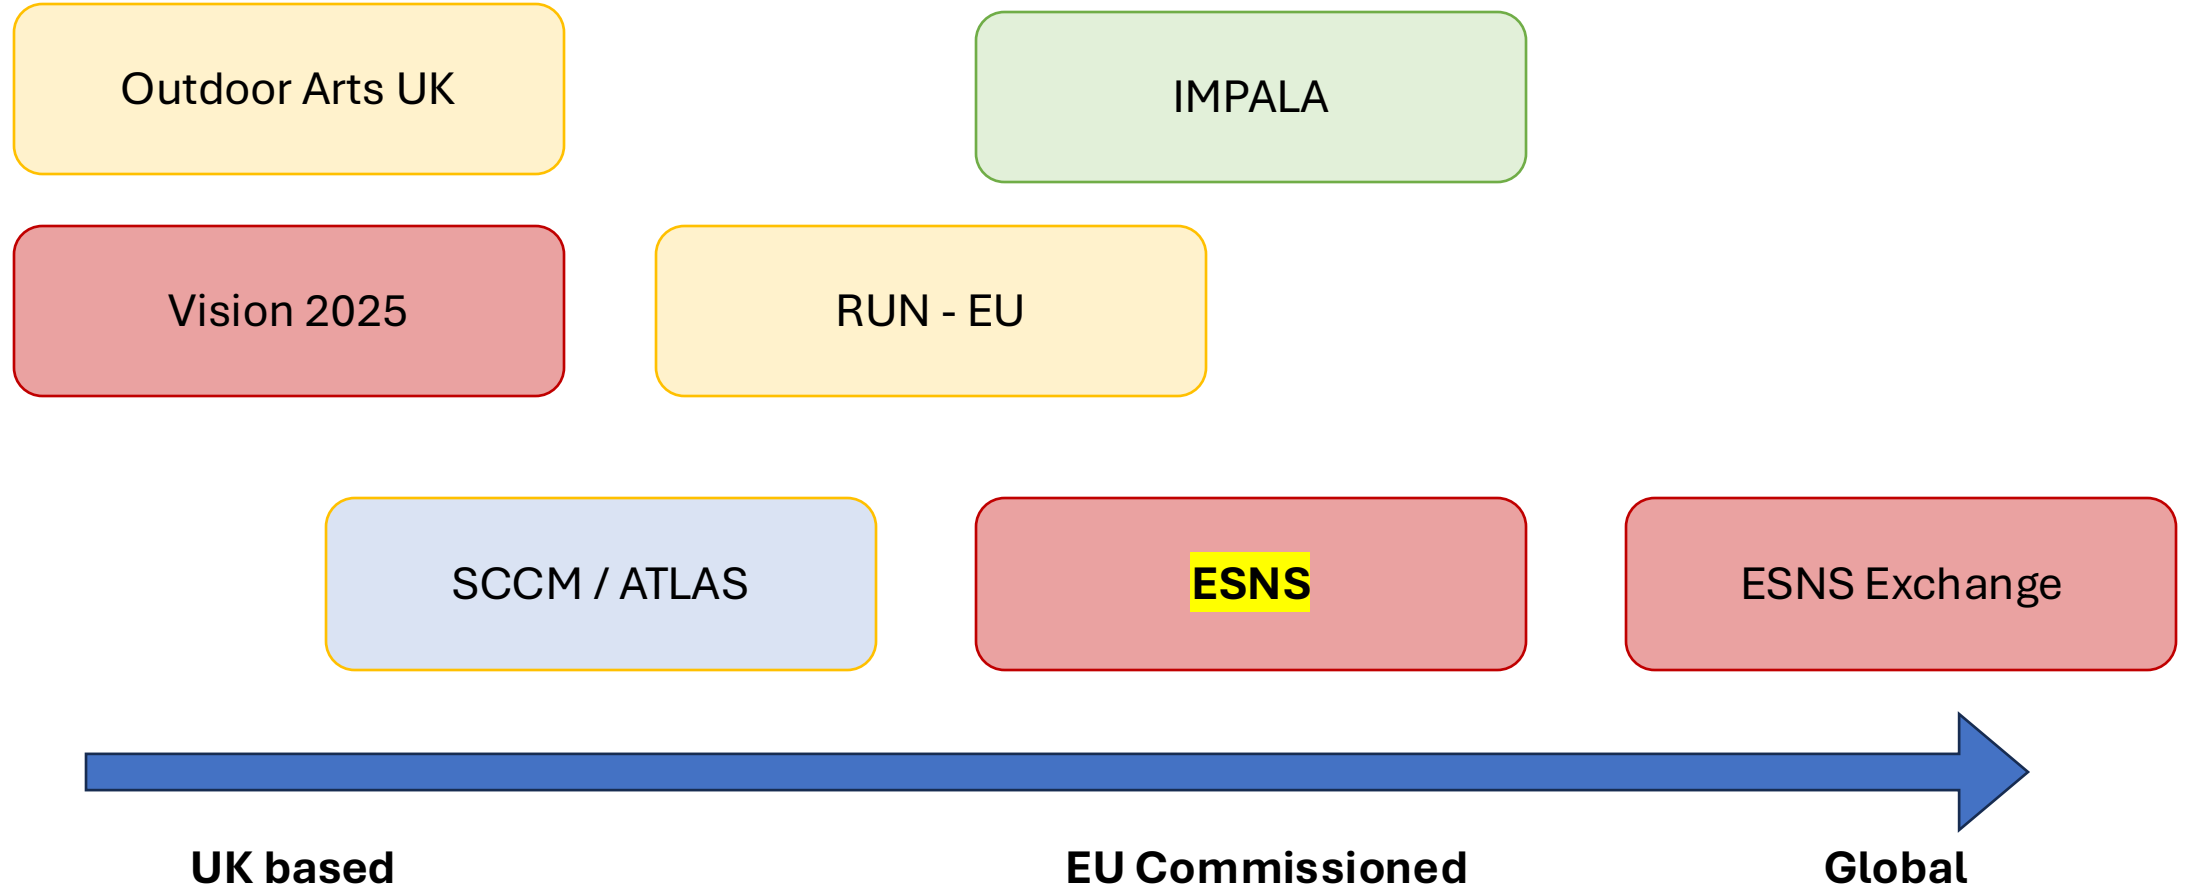 Outdoor Arts UK
IMPALA
Vision 2025
RUN - EU
SCCM / ATLAS
ESNS
ESNS Exchange
UK based
EU Commissioned
Global